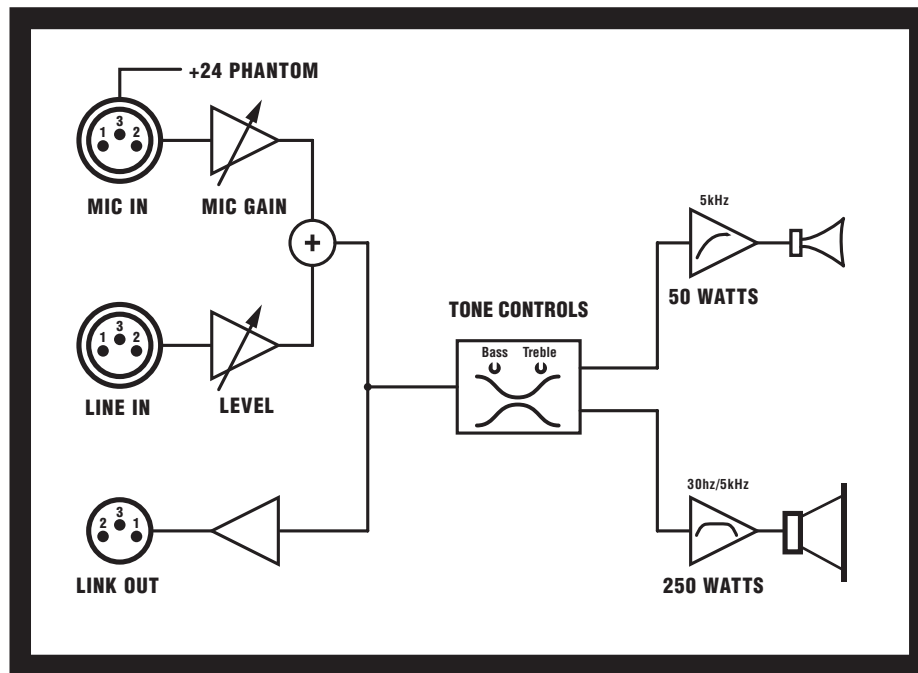 +24 PHANTOM
1 3 2
MIC IN
MIC GAIN
+
1 3 2
LINE IN
LEVEL
2 3 1
LINK OUT
TONE CONTROLS
Bass Treble
5kHz
50 WATTS
30hz/5kHz
250 WATTS